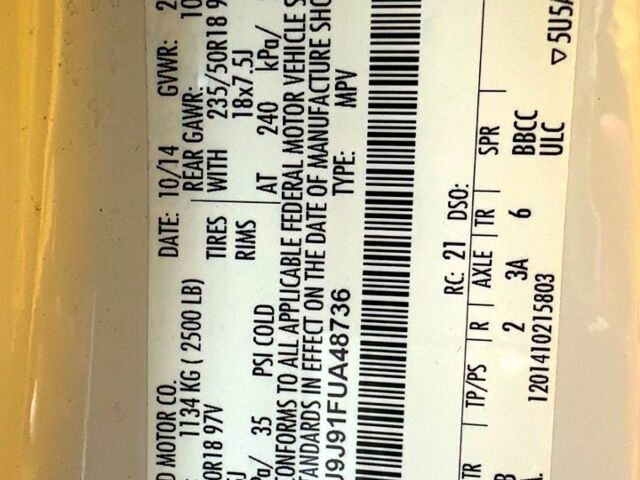 D MOTOR CO.
DATE: 10/14 GVWR:
1134 KG ( 2500 LB) REAR GAWR:
0R18 97V TIRES WITH 235/50R18
RIMS 18x7.5J
Pa/ 35 PSI COLD AT 240 kPa/
CONFORMS TO ALL APPLICABLE FEDERAL MOTOR VEHICLE S
STANDARDS IN EFFECT ON THE DATE OF MANUFACTURE SHO
J9J91FUA48736 TYPE: MPV
RC: 21 DSO:
TR TP/PS R AXLE TR SPR
2 3A 6 BBCC
1201410215803 ULC
▽ 5U5A